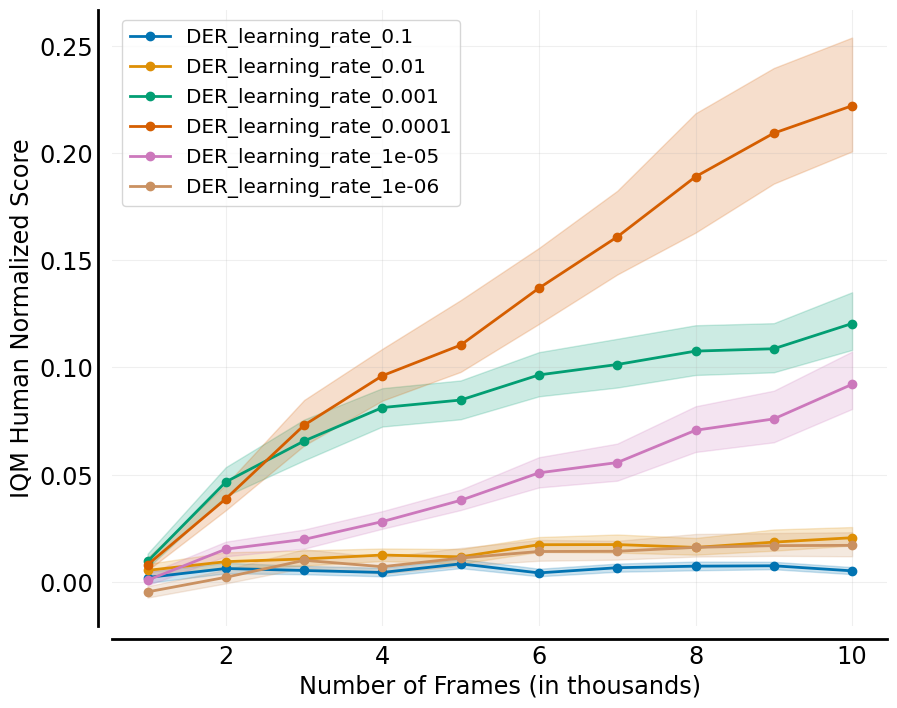 DER_learning_rate_0.1
DER_learning_rate_0.01
DER_learning_rate_0.001
DER_learning_rate_0.0001
DER_learning_rate_1e-05
DER_learning_rate_1e-06
IQM Human Normalized Score
0.25
0.20
0.15
0.10
0.05
0.00
2 4 6 8 10
Number of Frames (in thousands)